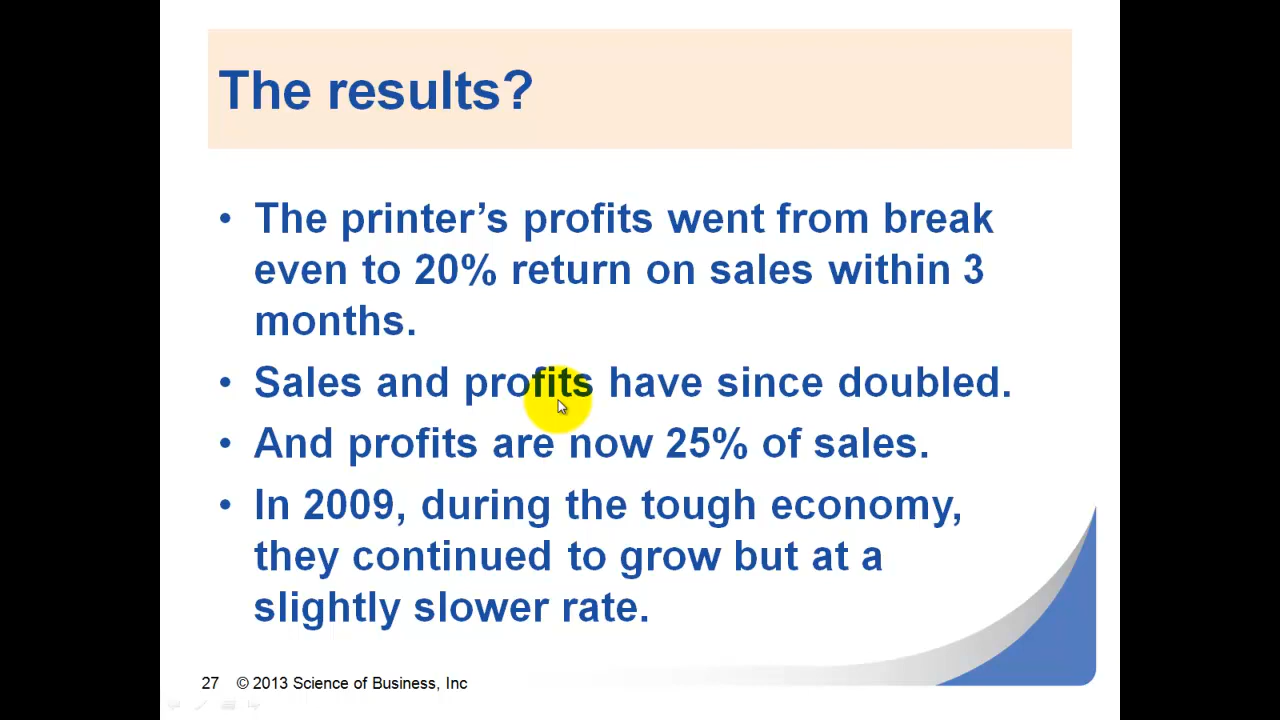 The results?
• The printer’s profits went from break
even to 20% return on sales within 3
months.
• Sales and profits have since doubled.
• And profits are now 25% of sales.
• In 2009, during the tough economy,
they continued to grow but at a
slightly slower rate.
27 © 2013 Science of Business, Inc